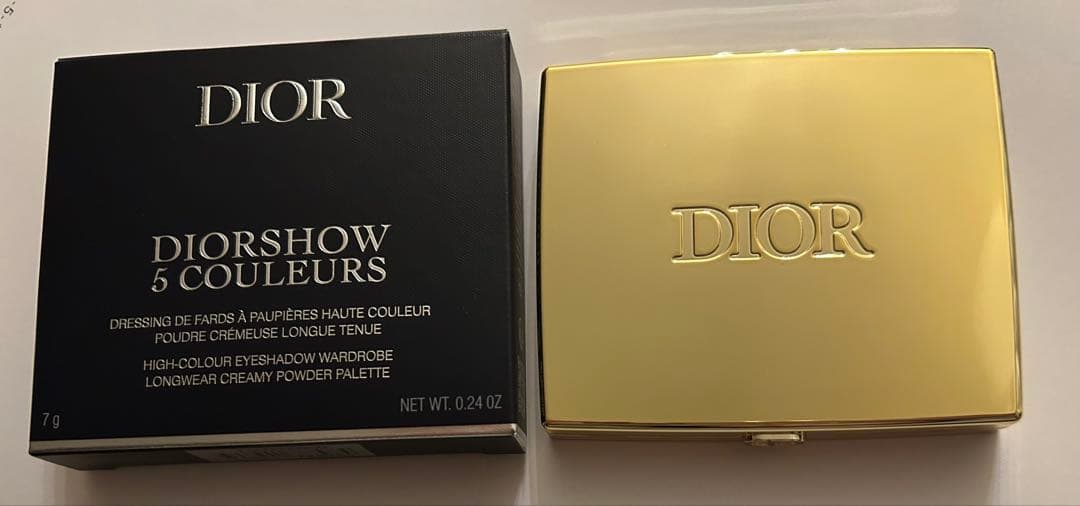 DIOR
DIORSHOW
5 COULEURS
DRESSING DE FARDS À PAUPIÈRES HAUTE COULEUR
POUDRE CRÉMEUSE LONGUE TENUE
HIGH-COLOUR EYESHADOW WARDROBE
LONGWEAR CREAMY POWDER PALETTE
7 g
NET WT. 0.24 OZ
DIOR